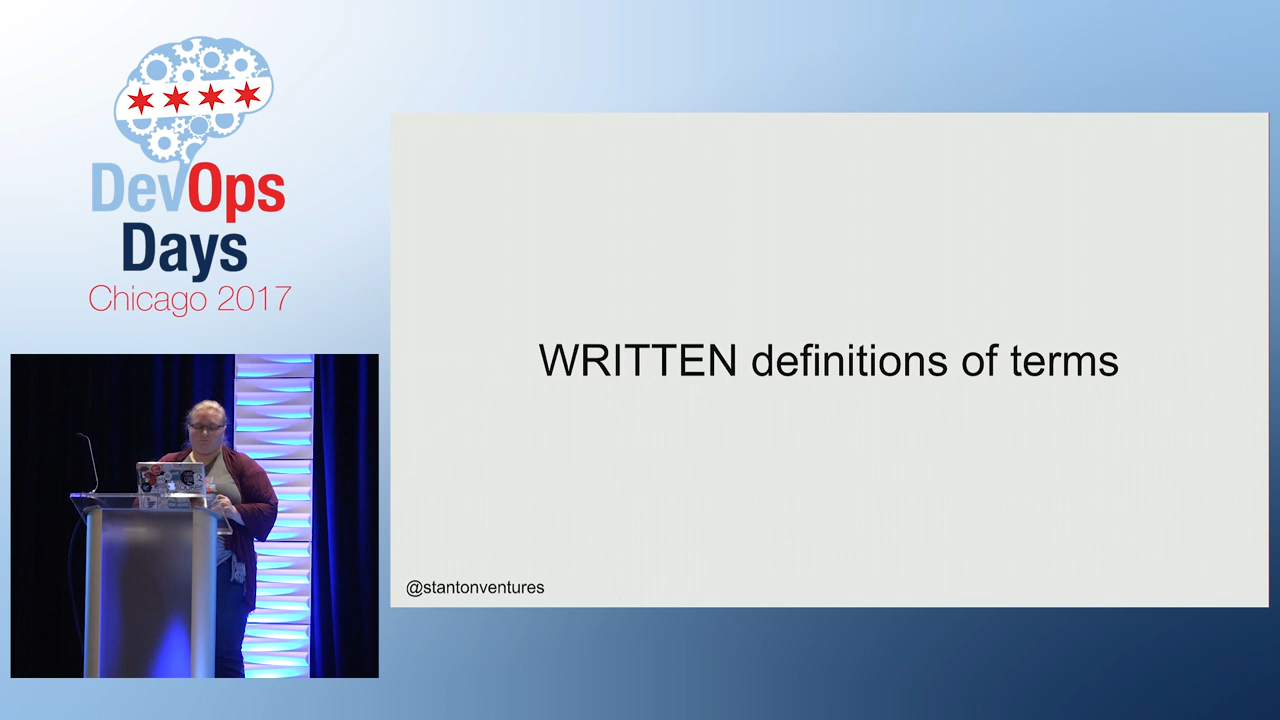 DevOps
Days
Chicago 2017
WRITTEN definitions of terms
@stantonventures